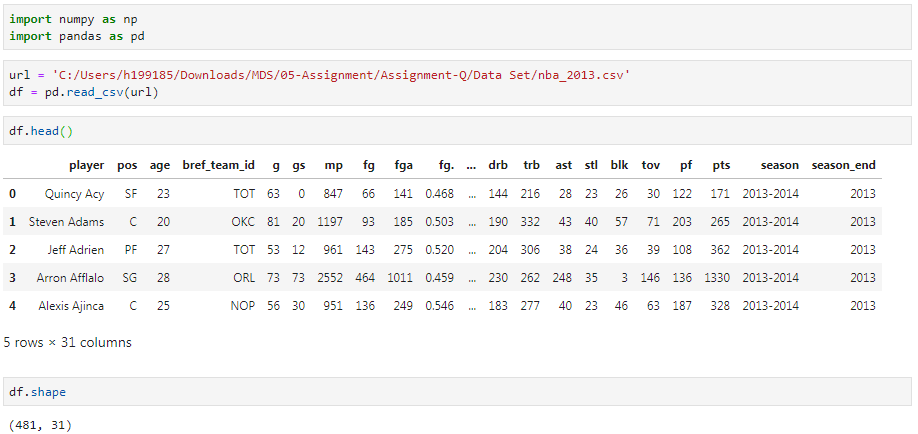 import numpy as np
import pandas as pd
url = 'C:/Users/h199185/Downloads/MDS/05-Assignment/Assignment-Q/Data Set/nba_2013.csv'
df = pd.read_csv(url)
df.head()
player pos age bref_team_id g gs mp fg fga fg. ... drb trb ast stl blk tov pf pts season season_end
0 Quincy Acy SF 23 TOT 63 0 847 66 141 0.468 ... 144 216 28 23 26 30 122 171 2013-2014 2013
1 Steven Adams C 20 OKC 81 20 1197 93 185 0.503 ... 190 332 43 40 57 71 203 265 2013-2014 2013
2 Jeff Adrien PF 27 TOT 53 12 961 143 275 0.520 ... 204 306 38 24 36 39 108 362 2013-2014 2013
3 Arron Afflalo SG 28 ORL 73 73 2552 464 1011 0.459 ... 230 262 248 35 3 146 136 1330 2013-2014 2013
4 Alexis Ajinca C 25 NOP 56 30 951 136 249 0.546 ... 183 277 40 23 46 63 187 328 2013-2014 2013
5 rows × 31 columns
df.shape
(481, 31)